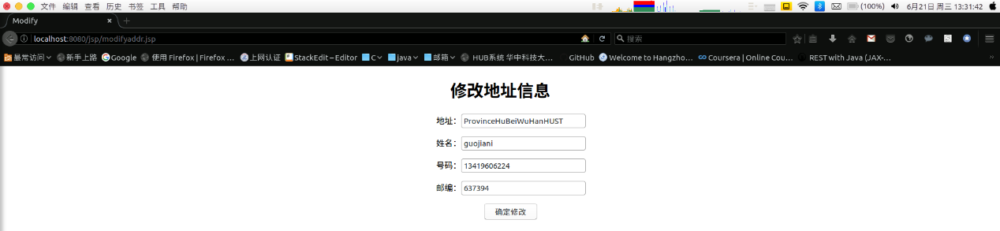 文件 编辑 查看 历史 书签 工具 帮助 (100%) 6月21日 周三 13:31:42
Modify
localhost:8080/jsp/modifyaddr.jsp 搜索
最常访问 新手上路 Google 使用 Firefox | Firefox ... 上网认证 StackEdit – Editor C java 邮箱 HUB系统 华中科技大... GitHub Welcome to Hangzho... Coursera | Online Cou... REST with Java (JAX-...
修改地址信息
地址： ProvinceHuBeiWuHanHUST
姓名： guojiani
号码： 13419606224
邮编： 637394
确定修改